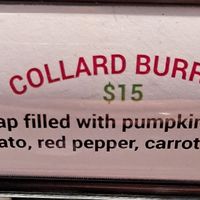 COLLARD BURR
$15
ap filled with pumpkin
ato, red pepper, carrot